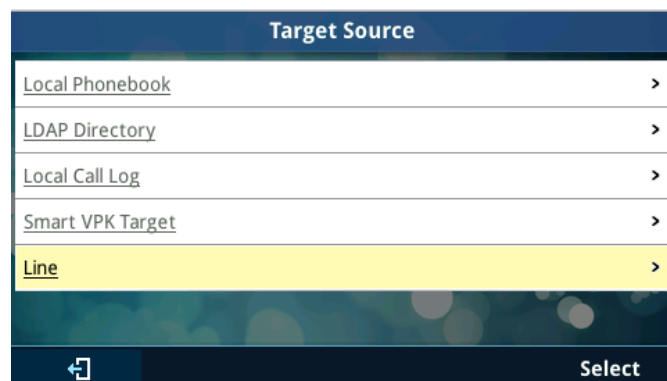 Target Source
Local Phonebook
LDAP Directory
Local Call Log
Smart VPK Target
Line
Select